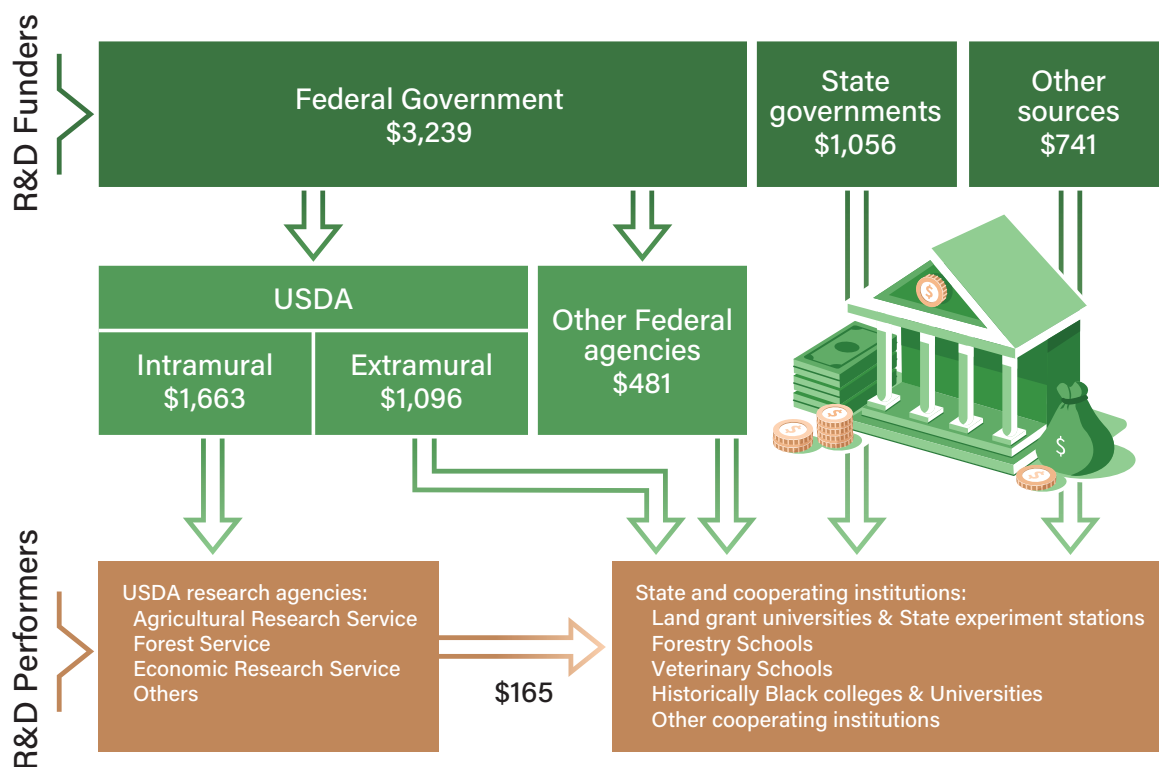 R&D Funders
Federal Government
$3,239
State
governments
$1,056
Other
sources
$741
USDA
Intramural
$1,663
Extramural
$1,096
Other Federal
agencies
$481
$
$
$
$
$
R&D Performers
USDA research agencies:
Agricultural Research Service
Forest Service
Economic Research Service
Others
$165
State and cooperating institutions:
Land grant universities & State experiment stations
Forestry Schools
Veterinary Schools
Historically Black colleges & Universities
Other cooperating institutions